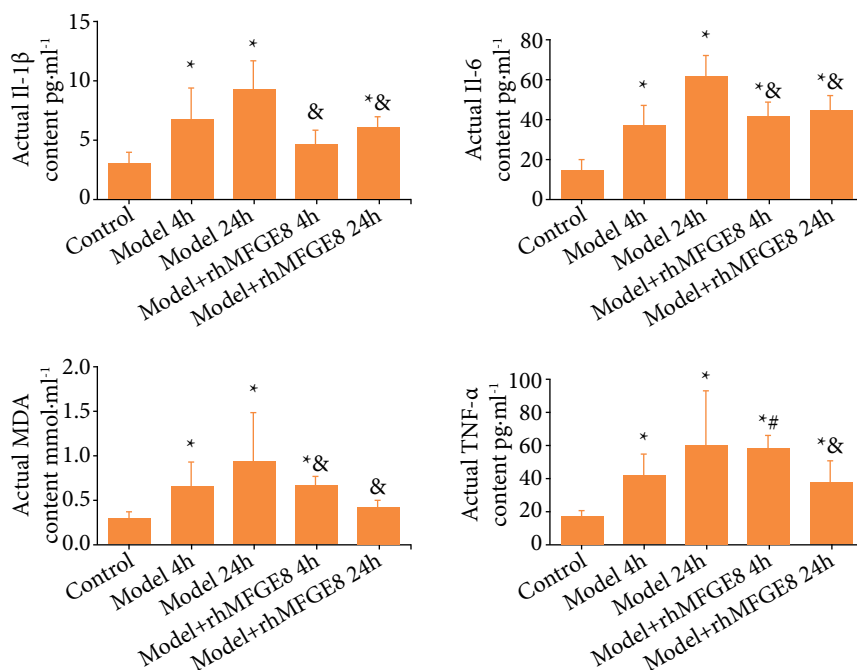 Actual Il-1β
content pg·ml-1
15
10
5
0
*
*
&
*&
Control
Model 4h
Model 24h
Model+rhMFGE8 4h
Model+rhMFGE8 24h
Actual Il-6
content pg·ml-1
80
60
40
20
0
*
*
*&
*&
Control
Model 4h
Model 24h
Model+rhMFGE8 4h
Model+rhMFGE8 24h
Actual MDA
content mmol·ml-1
2.0
1.5
1.0
0.5
0.0
*
*
*&
&
Control
Model 4h
Model 24h
Model+rhMFGE8 4h
Model+rhMFGE8 24h
Actual TNF-α
content pg·ml-1
100
80
60
40
20
0
*
*
*#
*&
Control
Model 4h
Model 24h
Model+rhMFGE8 4h
Model+rhMFGE8 24h